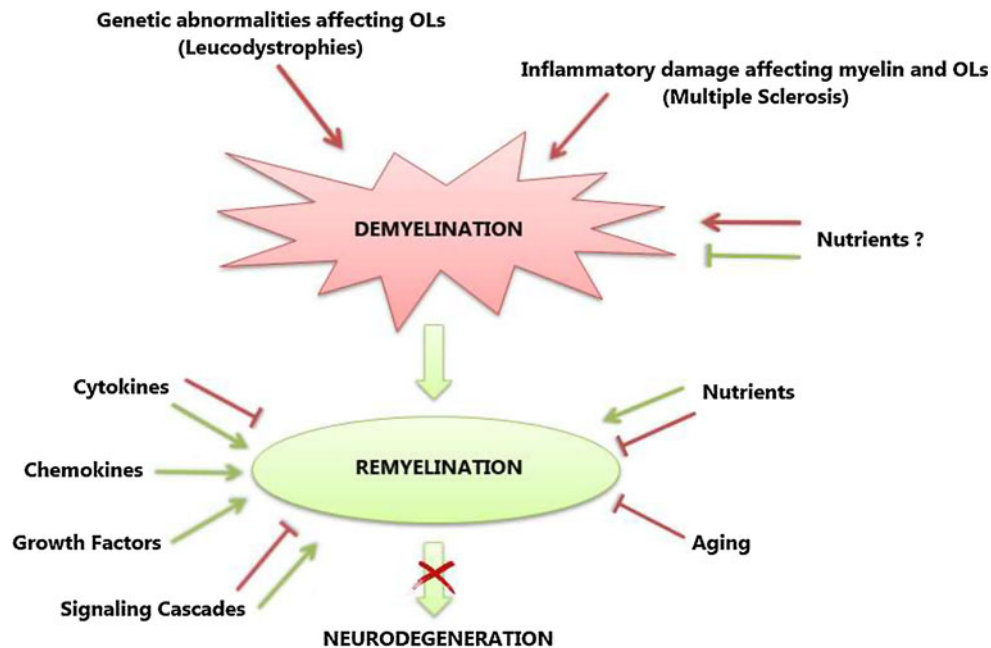 Genetic abnormalities affecting OLs
(Leucodystrophies)
Inflammatory damage affecting myelin and OLs
(Multiple Sclerosis)
DEMYELINATION
Nutrients ?
Cytokines
Nutrients
Chemokines
REMYELINATION
Growth Factors
Aging
Signaling Cascades
NEURODEGENERATION